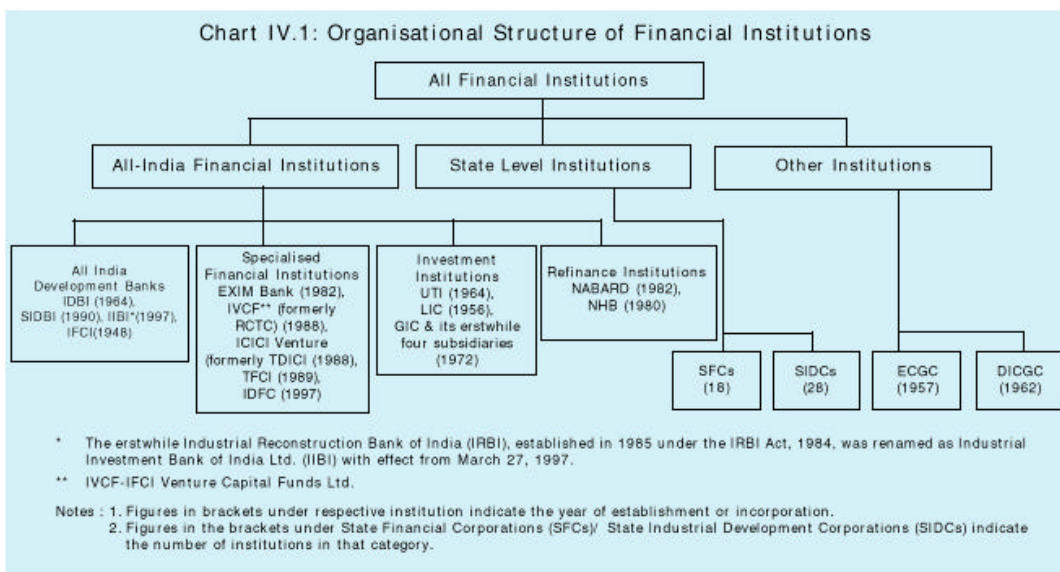 Chart IV.1: Organisational Structure of Financial Institutions
All Financial Institutions
All-India Financial Institutions
State Level Institutions
Other Institutions
All India
Development Banks
IDBI (1964),
SIDBI (1990), IIBI*(1997),
IFCI(1948)
Specialised
Financial Institutions
EXIM Bank (1982),
IVCF** (formerly
RCTC) (1988),
ICICI Venture
(formerly TDICI (1988),
TFCI (1989),
IDFC (1997)
Investment
Institutions
UTI (1964),
LIC (1956),
GIC & its erstwhile
four subsidiaries
(1972)
Refinance Institutions
NABARD (1982),
NHB (1980)
SFCs
(18)
SIDCs
(28)
ECGC
(1957)
DICGC
(1962)
* The erstwhile Industrial Reconstruction Bank of India (IRBI), established in 1985 under the IRBI Act, 1984, was renamed as Industrial
Investment Bank of India Ltd. (IIBI) with effect from March 27, 1997.
** IVCF-IFCI Venture Capital Funds Ltd.
Notes : 1. Figures in brackets under respective institution indicate the year of establishment or incorporation.
2. Figures in the brackets under State Financial Corporations (SFCs)/ State Industrial Development Corporations (SIDCs) indicate
the number of institutions in that category.